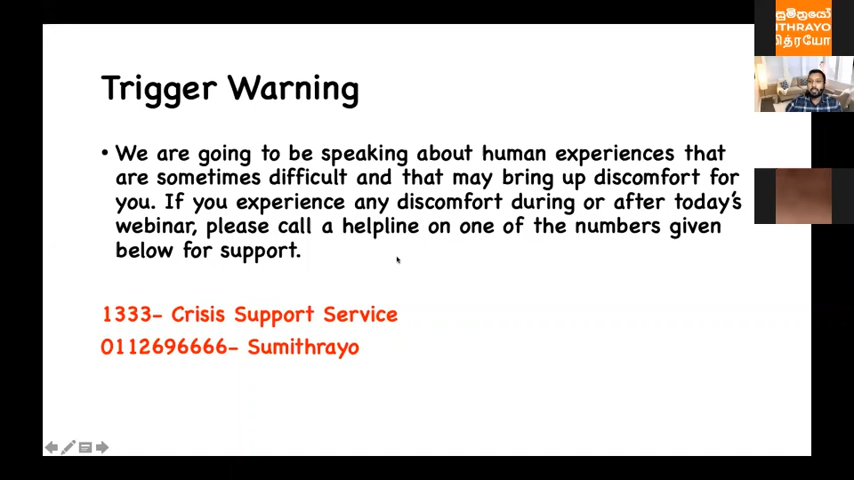 Trigger Warning
• We are going to be speaking about human experiences that
are sometimes difficult and that may bring up discomfort for
you. If you experience any discomfort during or after today's
webinar, please call a helpline on one of the numbers given
below for support.
1333- Crisis Support Service
0112696666- Sumithrayo
සුමිත්‍රයෝ
ITHRAYO
மித்ரயோ